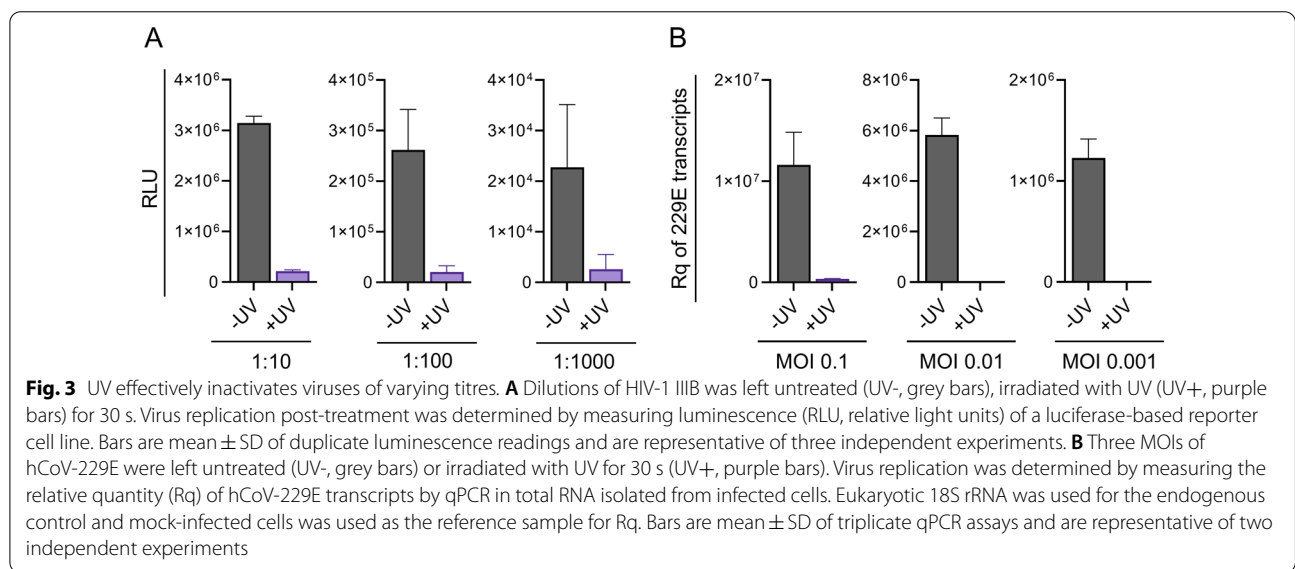 A
B
RLU
4×10⁶
3×10⁶
2×10⁶
1×10⁶
0
-UV
+UV
1:10
4×10⁵
3×10⁵
2×10⁵
1×10⁵
0
-UV
+UV
1:100
4×10⁴
3×10⁴
2×10⁴
1×10⁴
0
-UV
+UV
1:1000
Rq of 229E transcripts
2×10⁷
1×10⁷
0
-UV
+UV
MOI 0.1
8×10⁶
6×10⁶
4×10⁶
2×10⁶
0
-UV
+UV
MOI 0.01
2×10⁶
1×10⁶
0
-UV
+UV
MOI 0.001
Fig. 3 UV effectively inactivates viruses of varying titres. A Dilutions of HIV-1 IIIB was left untreated (UV-, grey bars), irradiated with UV (UV+, purple
bars) for 30 s. Virus replication post-treatment was determined by measuring luminescence (RLU, relative light units) of a luciferase-based reporter
cell line. Bars are mean ± SD of duplicate luminescence readings and are representative of three independent experiments. B Three MOIs of
hCoV-229E were left untreated (UV-, grey bars) or irradiated with UV for 30 s (UV+, purple bars). Virus replication was determined by measuring the
relative quantity (Rq) of hCoV-229E transcripts by qPCR in total RNA isolated from infected cells. Eukaryotic 18S rRNA was used for the endogenous
control and mock-infected cells was used as the reference sample for Rq. Bars are mean ± SD of triplicate qPCR assays and are representative of two
independent experiments